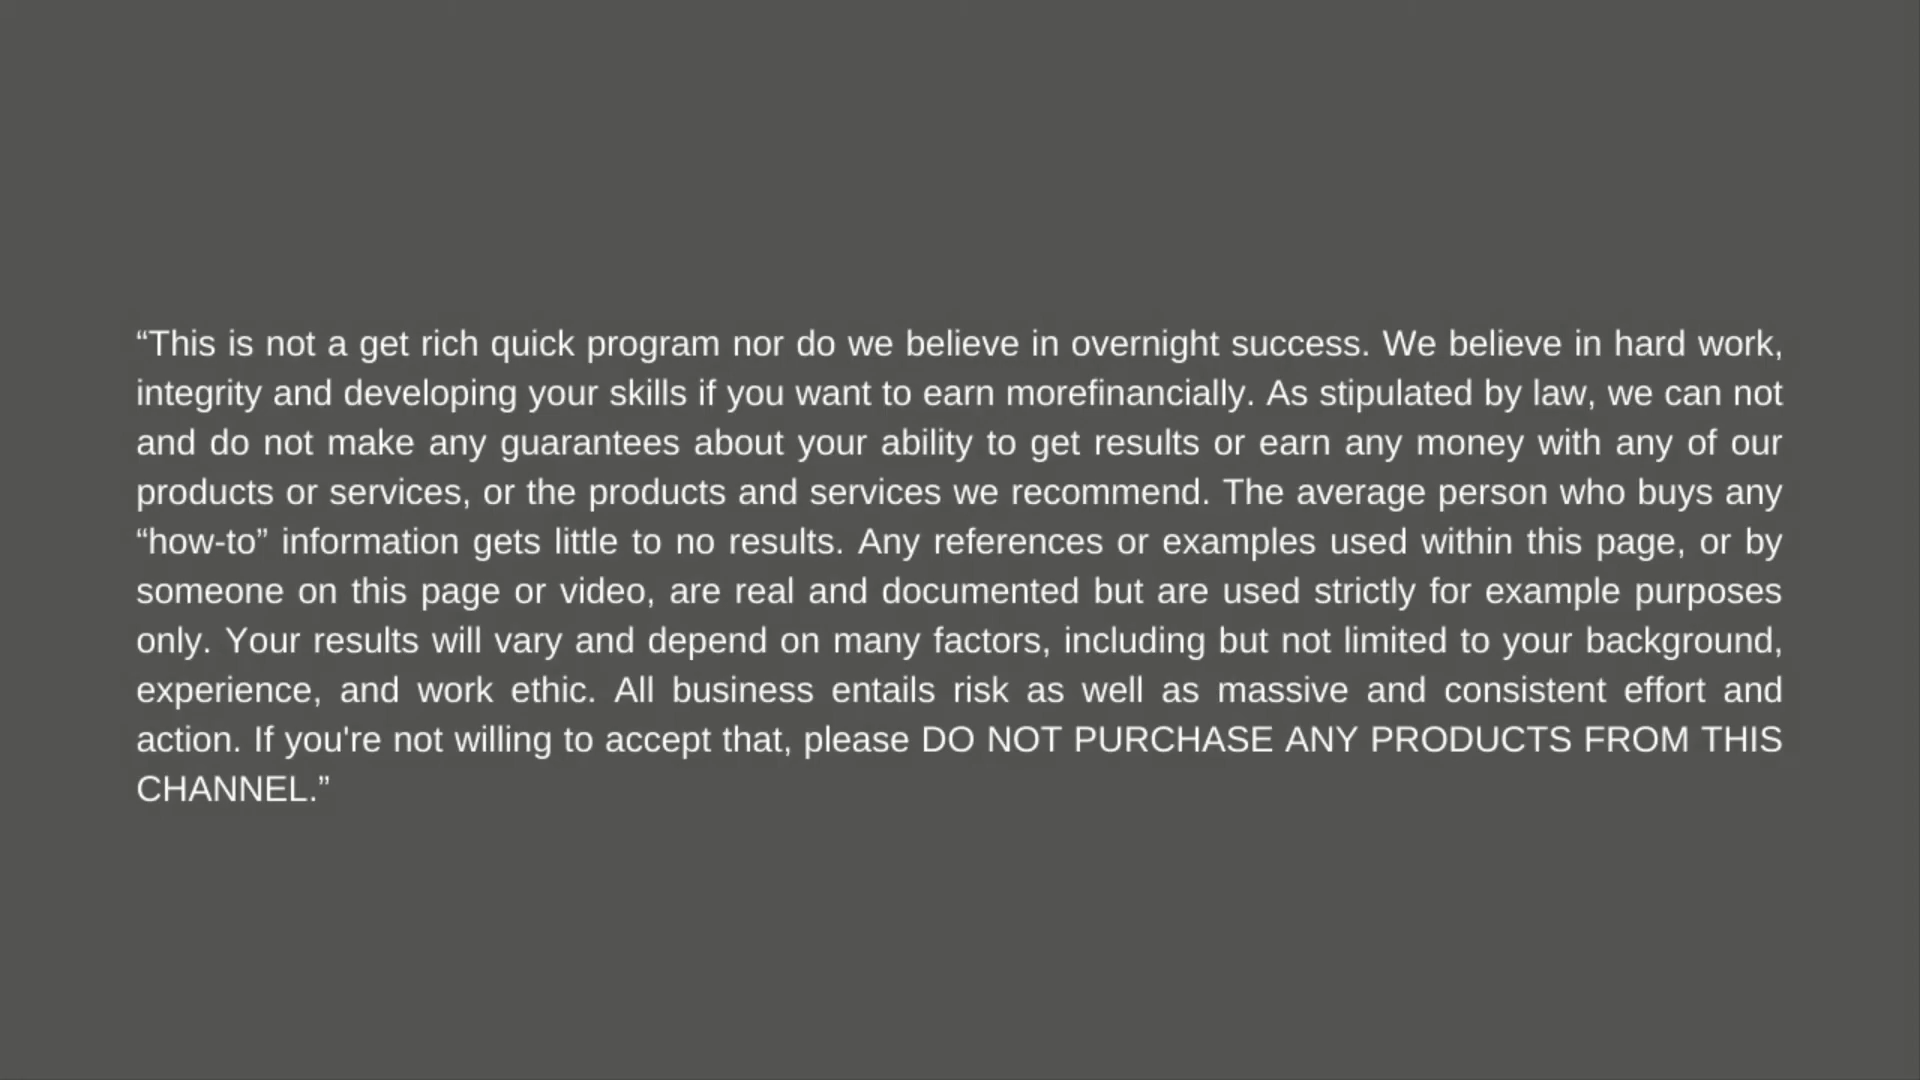 “This is not a get rich quick program nor do we believe in overnight success. We believe in hard work,
integrity and developing your skills if you want to earn morefinancially. As stipulated by law, we can not
and do not make any guarantees about your ability to get results or earn any money with any of our
products or services, or the products and services we recommend. The average person who buys any
“how-to” information gets little to no results. Any references or examples used within this page, or by
someone on this page or video, are real and documented but are used strictly for example purposes
only. Your results will vary and depend on many factors, including but not limited to your background,
experience, and work ethic. All business entails risk as well as massive and consistent effort and
action. If you're not willing to accept that, please DO NOT PURCHASE ANY PRODUCTS FROM THIS
CHANNEL.”